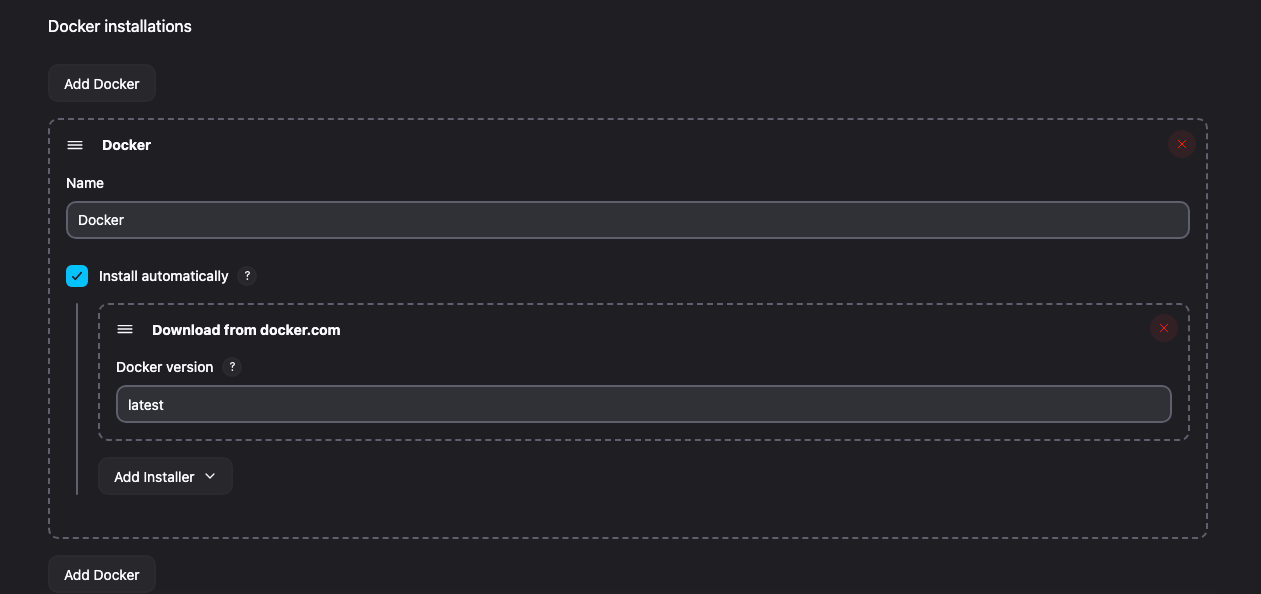 Docker installations
Add Docker
Docker
Name
Docker
Install automatically ?
Download from docker.com
Docker version ?
latest
Add Installer
Add Docker